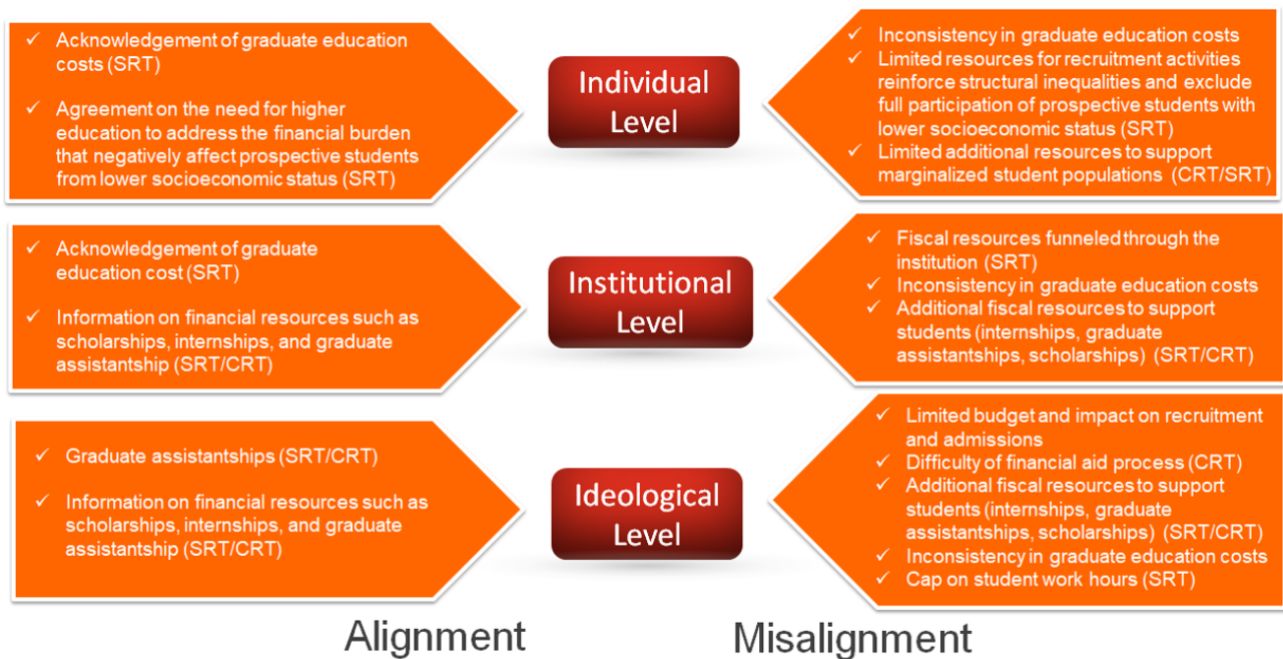 ✓ Acknowledgement of graduate education
costs (SRT)
✓ Agreement on the need for higher
education to address the financial burden
that negatively affect prospective students
from lower socioeconomic status (SRT)
Individual
Level
✓ Inconsistency in graduate education costs
✓ Limited resources for recruitment activities
reinforce structural inequalities and exclude
full participation of prospective students with
lower socioeconomic status (SRT)
✓ Limited additional resources to support
marginalized student populations (CRT/SRT)
✓ Acknowledgement of graduate
education cost (SRT)
✓ Information on financial resources such as
scholarships, internships, and graduate
assistantship (SRT/CRT)
Institutional
Level
✓ Fiscal resources funneled through the
institution (SRT)
✓ Inconsistency in graduate education costs
✓ Additional fiscal resources to support
students (internships, graduate
assistantships, scholarships) (SRT/CRT)
✓ Graduate assistantships (SRT/CRT)
✓ Information on financial resources such as
scholarships, internships, and graduate
assistantship (SRT/CRT)
Ideological
Level
✓ Limited budget and impact on recruitment
and admissions
✓ Difficulty of financial aid process (CRT)
✓ Additional fiscal resources to support
students (internships, graduate
assistantships, scholarships) (SRT/CRT)
✓ Inconsistency in graduate education costs
✓ Cap on student work hours (SRT)
Alignment
Misalignment